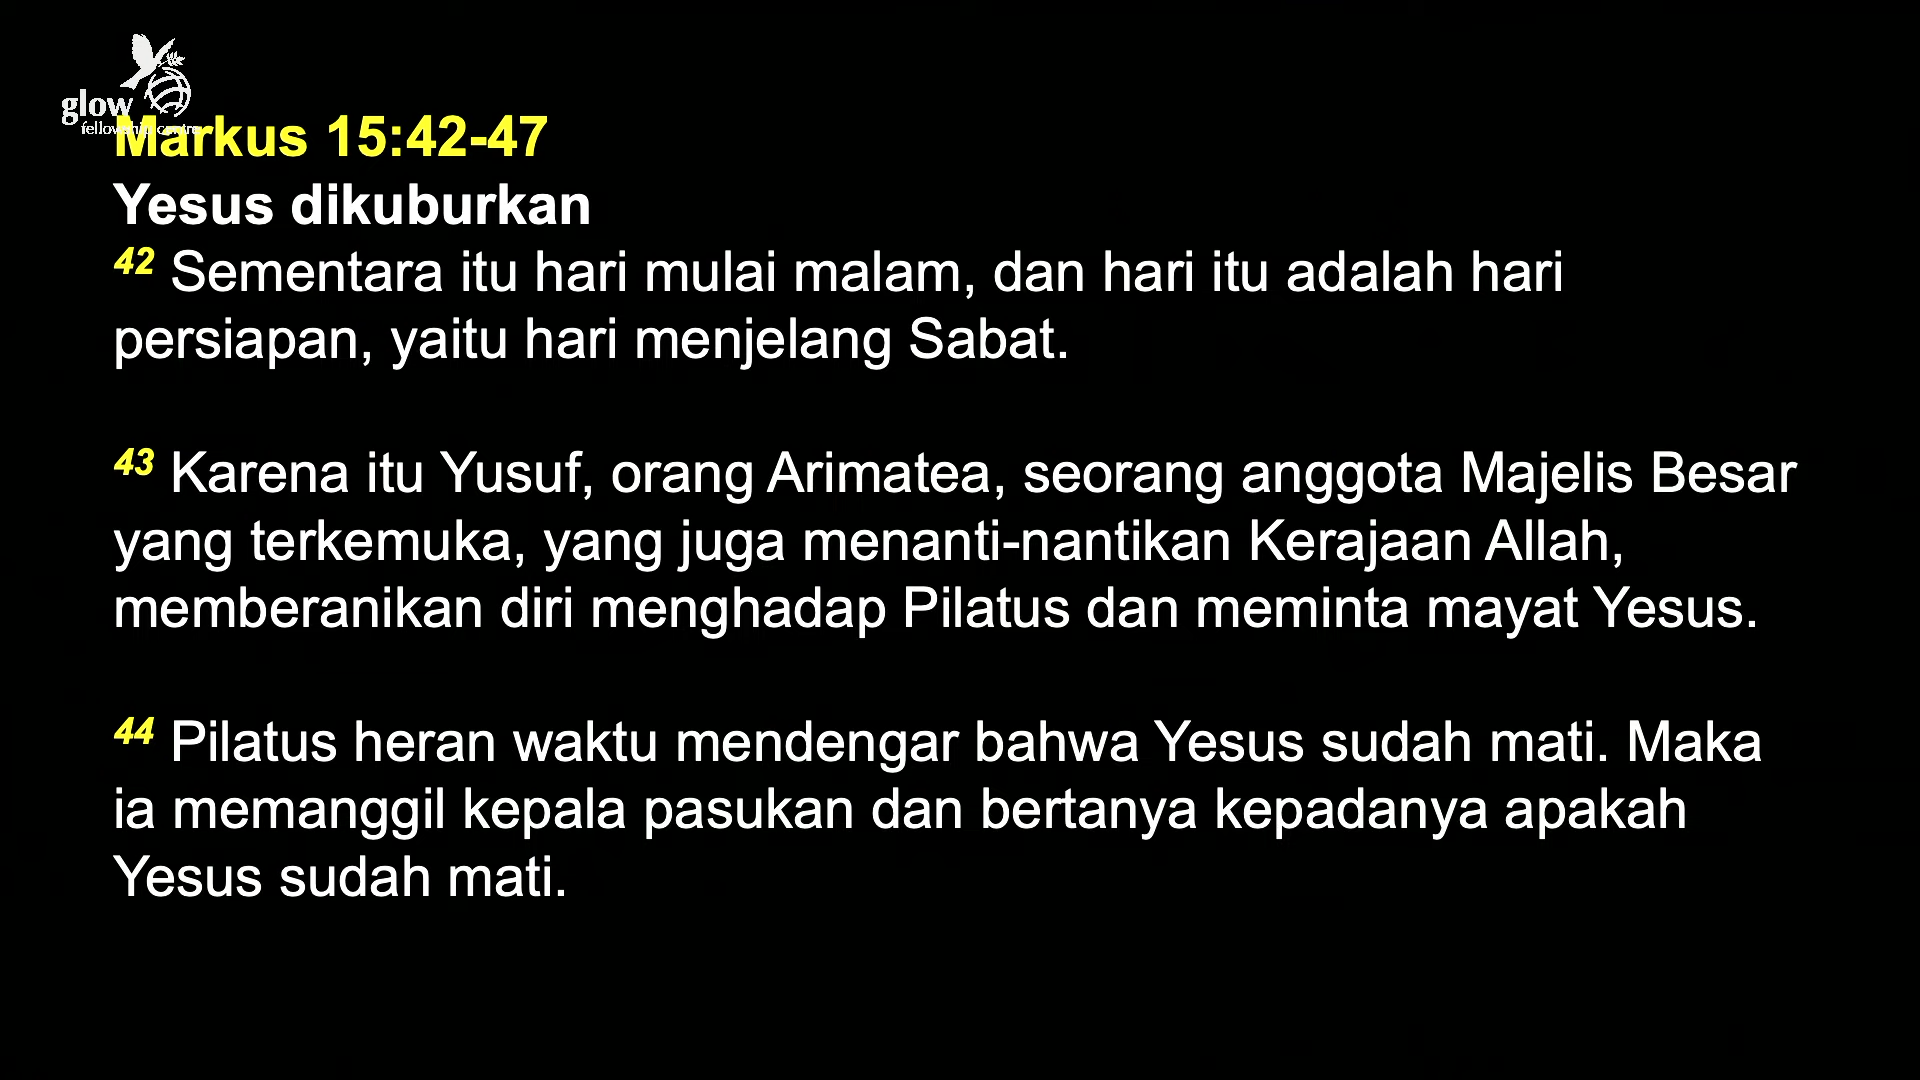 glow
fellowship centre
Markus 15:42-47
Yesus dikuburkan
42 Sementara itu hari mulai malam, dan hari itu adalah hari
persiapan, yaitu hari menjelang Sabat.
43 Karena itu Yusuf, orang Arimatea, seorang anggota Majelis Besar
yang terkemuka, yang juga menanti-nantikan Kerajaan Allah,
memberanikan diri menghadap Pilatus dan meminta mayat Yesus.
44 Pilatus heran waktu mendengar bahwa Yesus sudah mati. Maka
ia memanggil kepala pasukan dan bertanya kepadanya apakah
Yesus sudah mati.